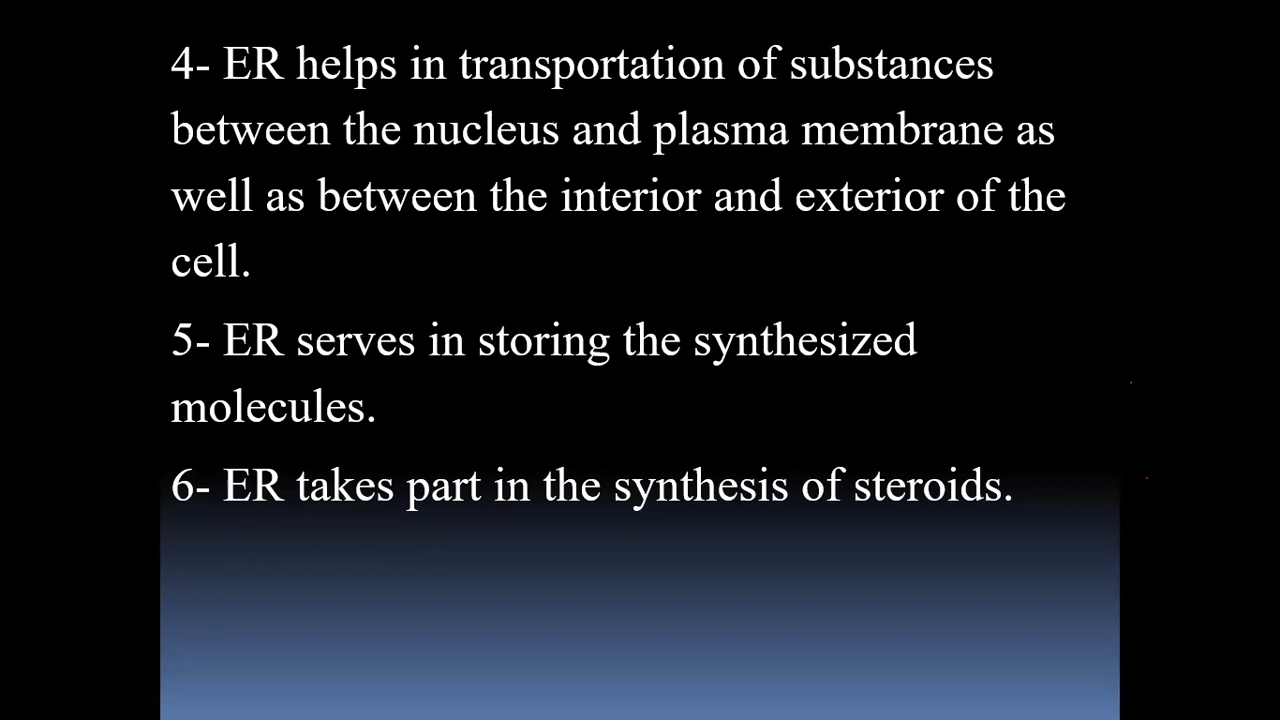 4- ER helps in transportation of substances
between the nucleus and plasma membrane as
well as between the interior and exterior of the
cell.
5- ER serves in storing the synthesized
molecules.
6- ER takes part in the synthesis of steroids.